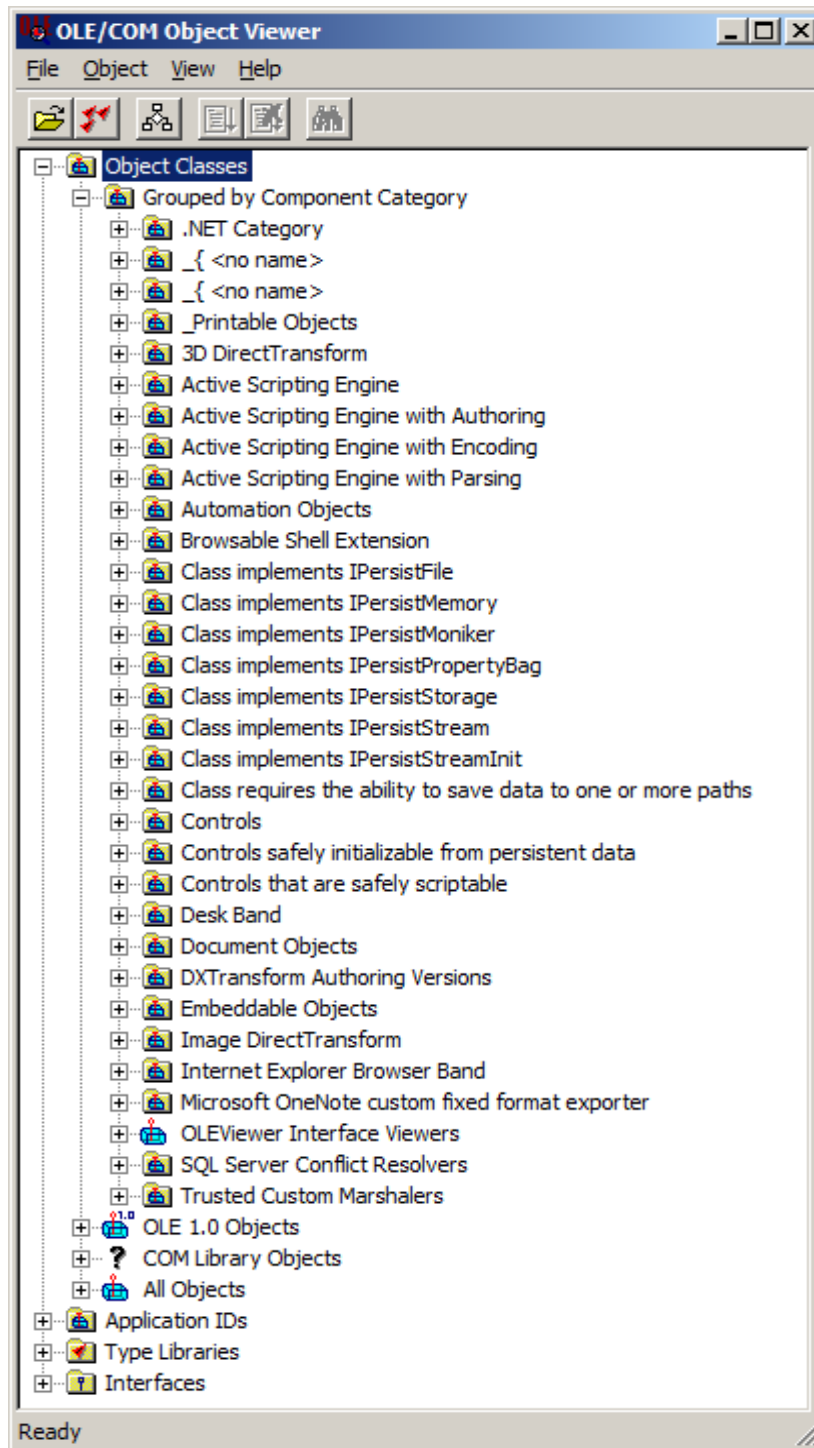 OLE/COM Object Viewer
File Object View Help
Object Classes
Grouped by Component Category
.NET Category
_{ <no name>
_{ <no name>
_Printable Objects
3D DirectTransform
Active Scripting Engine
Active Scripting Engine with Authoring
Active Scripting Engine with Encoding
Active Scripting Engine with Parsing
Automation Objects
Browsable Shell Extension
Class implements IPersistFile
Class implements IPersistMemory
Class implements IPersistMoniker
Class implements IPersistPropertyBag
Class implements IPersistStorage
Class implements IPersistStream
Class implements IPersistStreamInit
Class requires the ability to save data to one or more paths
Controls
Controls safely initializable from persistent data
Controls that are safely scriptable
Desk Band
Document Objects
DXTransform Authoring Versions
Embeddable Objects
Image DirectTransform
Internet Explorer Browser Band
Microsoft OneNote custom fixed format exporter
OLEViewer Interface Viewers
SQL Server Conflict Resolvers
Trusted Custom Marshalers
1.0 OLE 1.0 Objects
? COM Library Objects
All Objects
Application IDs
Type Libraries
Interfaces
Ready